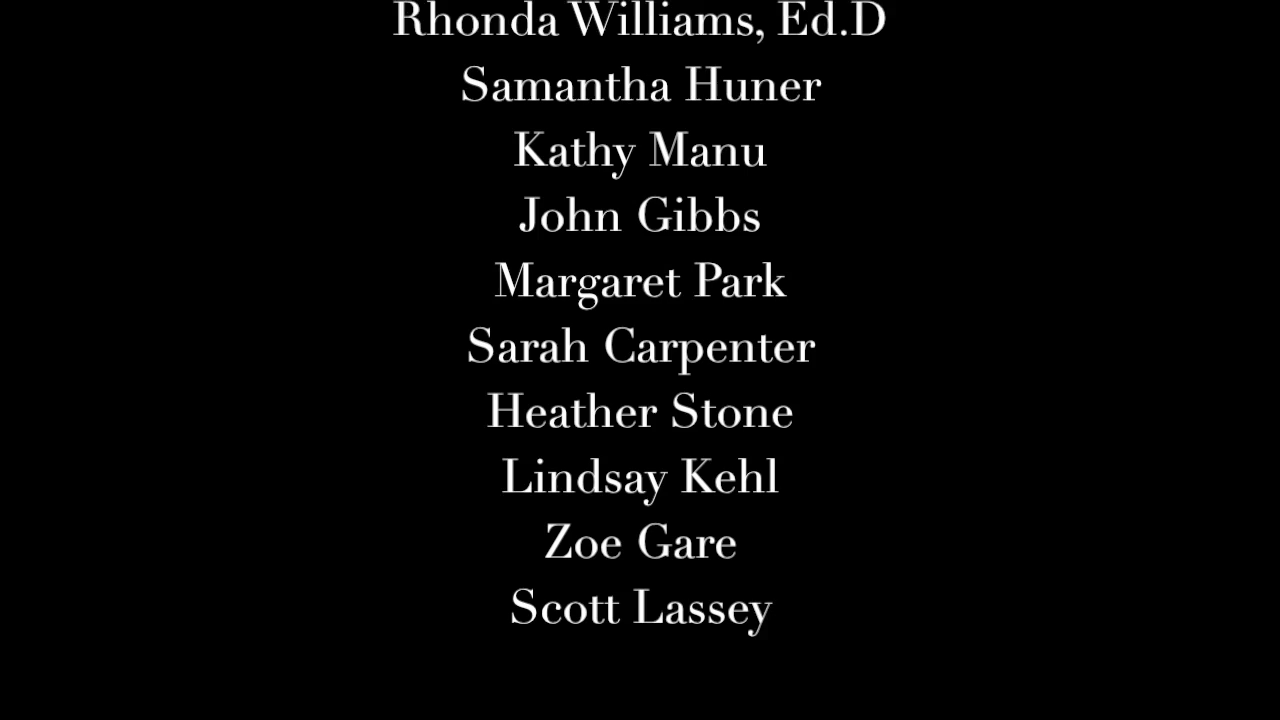 Rhonda Williams, Ed.D
Samantha Huner
Kathy Manu
John Gibbs
Margaret Park
Sarah Carpenter
Heather Stone
Lindsay Kehl
Zoe Gare
Scott Lassey